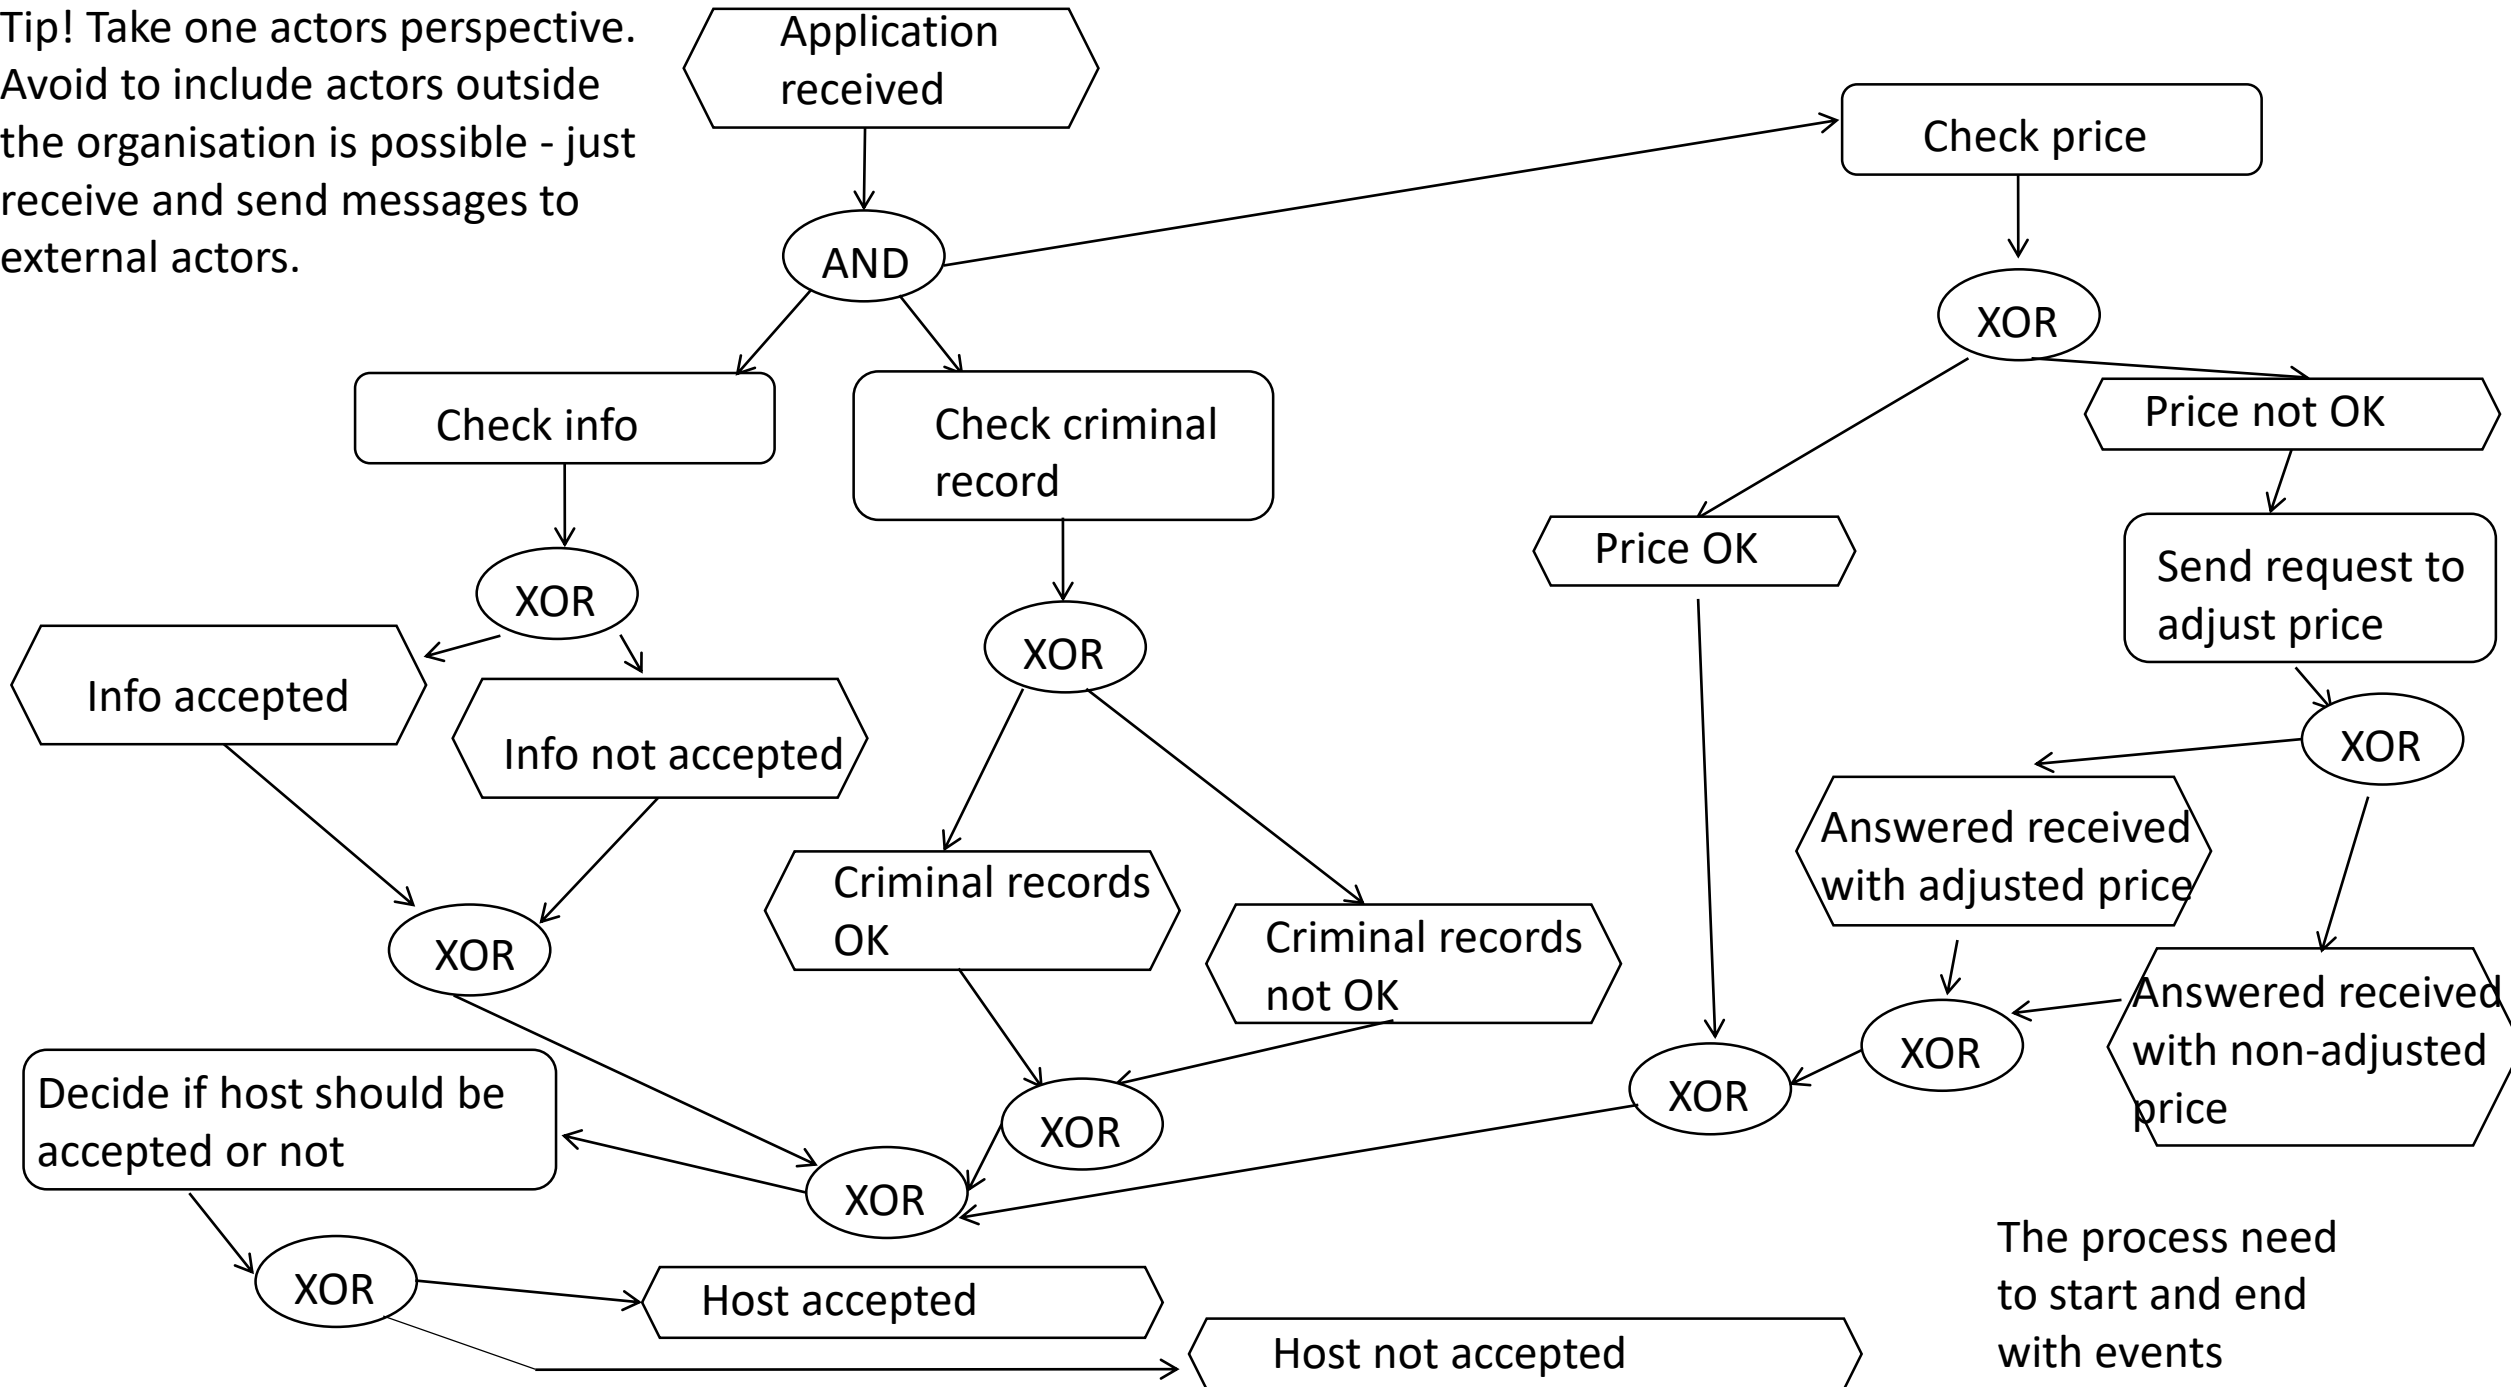 Tip! Take one actors perspective.
Avoid to include actors outside
the organisation is possible - just
receive and send messages to
external actors.
Application
received
Check price
AND
XOR
Check info
Check criminal
record
Price not OK
Price OK
Send request to
adjust price
XOR
XOR
Info accepted
Info not accepted
XOR
Answered received
with adjusted price
Criminal records
OK
Criminal records
not OK
Answered received
with non-adjusted
price
XOR
XOR
XOR
XOR
Decide if host should be
accepted or not
XOR
XOR
Host accepted
Host not accepted
The process need
to start and end
with events